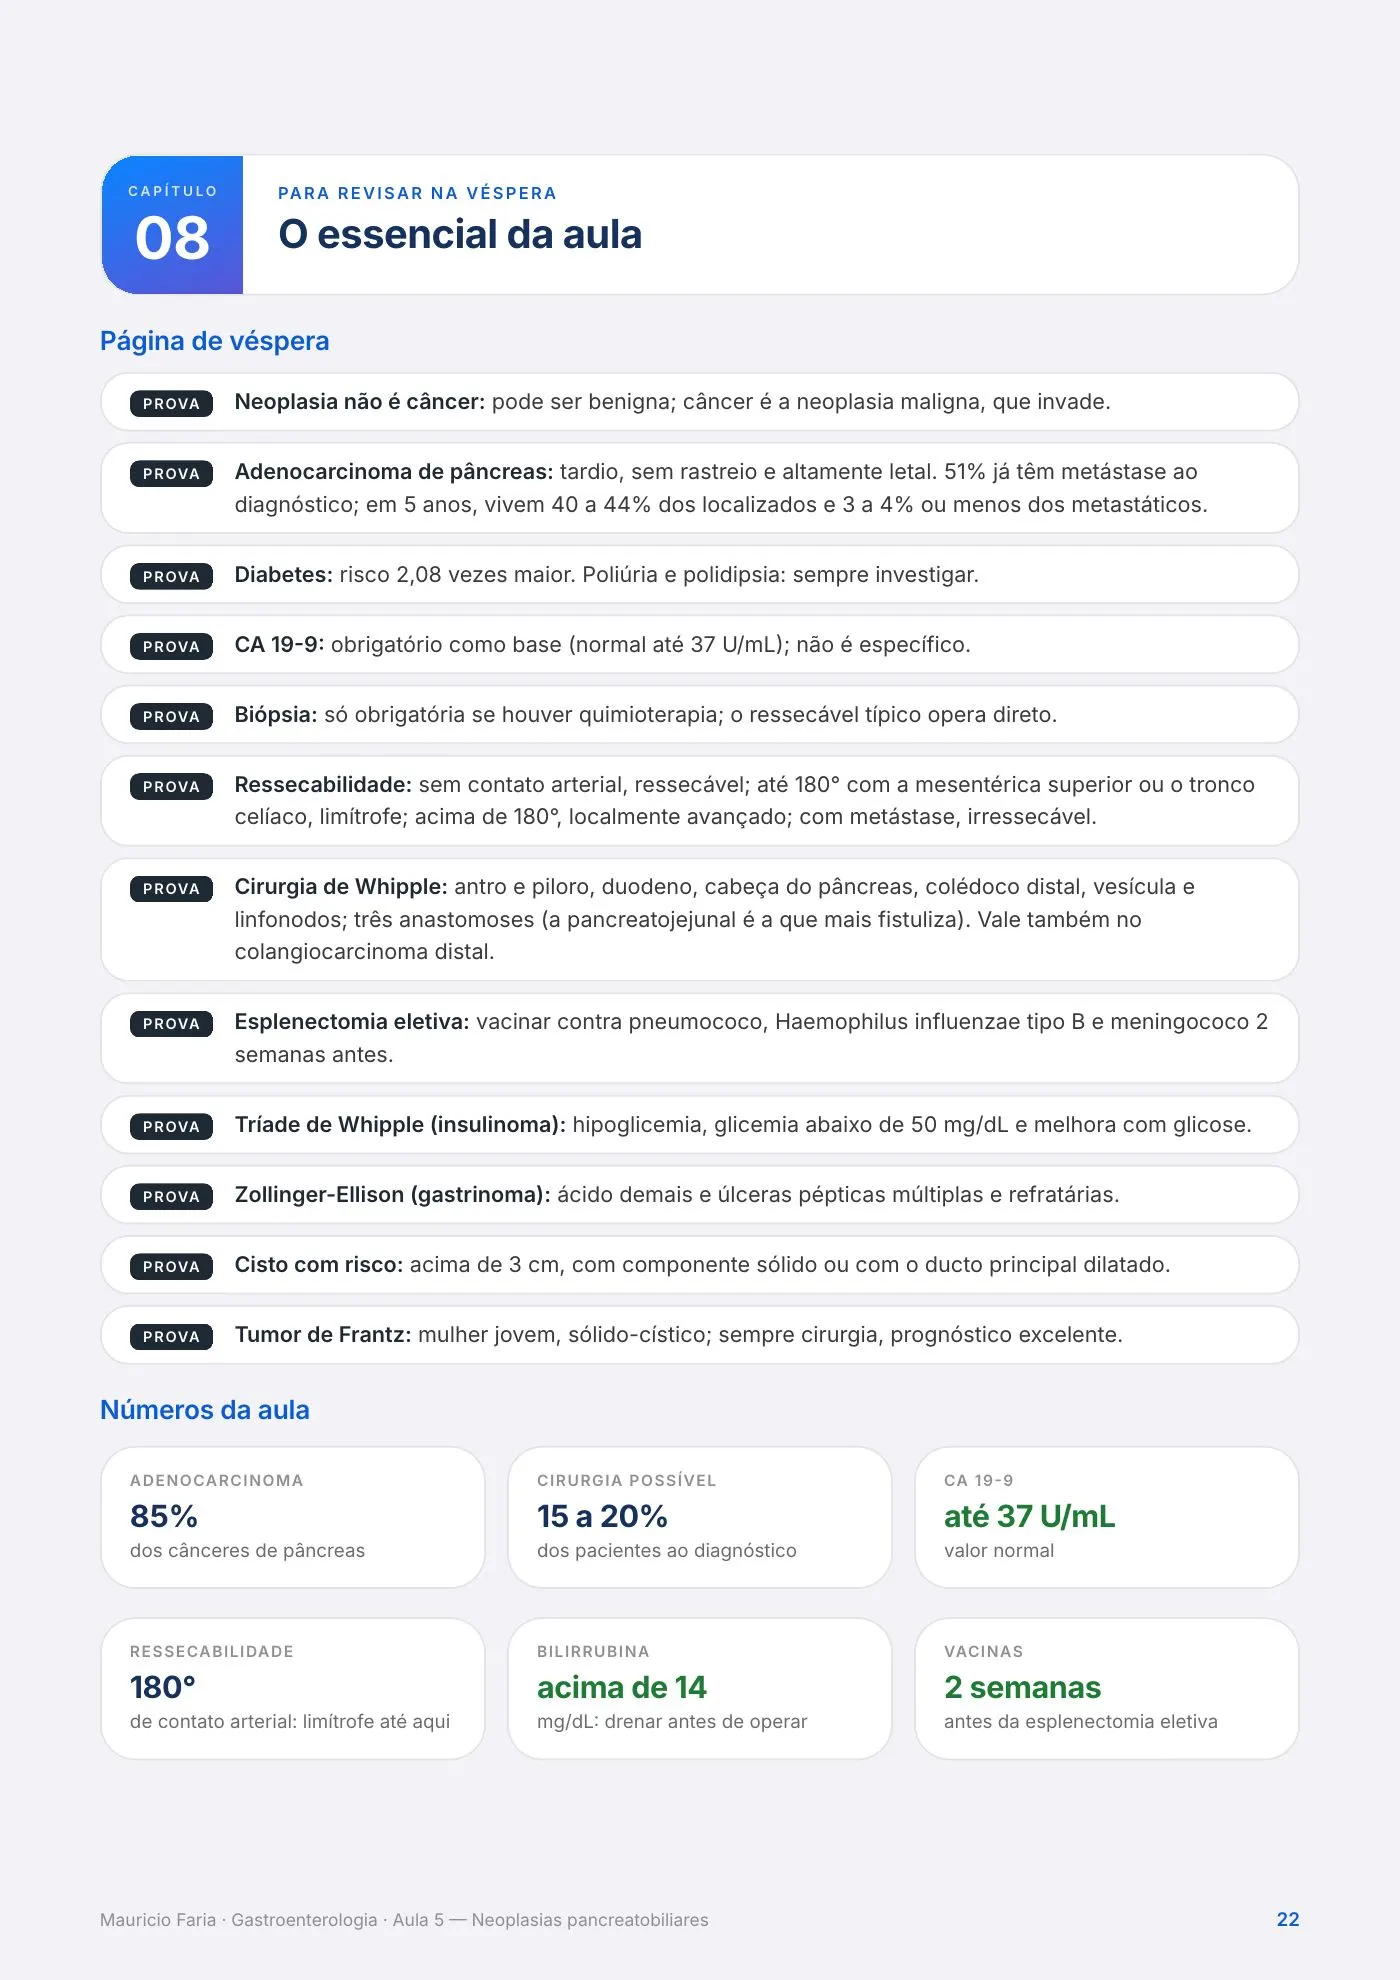 CAPÍTULO
08
PARA REVISAR NA VÉSPERA
O essencial da aula
Página de véspera
PROVA Neoplasia não é câncer: pode ser benigna; câncer é a neoplasia maligna, que invade.
PROVA Adenocarcinoma de pâncreas: tardio, sem rastreio e altamente letal. 51% já têm metástase ao
diagnóstico; em 5 anos, vivem 40 a 44% dos localizados e 3 a 4% ou menos dos metastáticos.
PROVA Diabetes: risco 2,08 vezes maior. Poliúria e polidipsia: sempre investigar.
PROVA CA 19-9: obrigatório como base (normal até 37 U/mL); não é específico.
PROVA Biópsia: só obrigatória se houver quimioterapia; o ressecável típico opera direto.
PROVA Ressecabilidade: sem contato arterial, ressecável; até 180° com a mesentérica superior ou o tronco
celíaco, limítrofe; acima de 180°, localmente avançado; com metástase, irressecável.
PROVA Cirurgia de Whipple: antro e piloro, duodeno, cabeça do pâncreas, colédoco distal, vesícula e
linfonodos; três anastomoses (a pancreatojejunal é a que mais fistuliza). Vale também no
colangiocarcinoma distal.
PROVA Esplenectomia eletiva: vacinar contra pneumococo, Haemophilus influenzae tipo B e meningococo 2
semanas antes.
PROVA Tríade de Whipple (insulinoma): hipoglicemia, glicemia abaixo de 50 mg/dL e melhora com glicose.
PROVA Zollinger-Ellison (gastrinoma): ácido demais e úlceras pépticas múltiplas e refratárias.
PROVA Cisto com risco: acima de 3 cm, com componente sólido ou com o ducto principal dilatado.
PROVA Tumor de Frantz: mulher jovem, sólido-cístico; sempre cirurgia, prognóstico excelente.
Números da aula
ADENOCARCINOMA
85%
dos cânceres de pâncreas
CIRURGIA POSSÍVEL
15 a 20%
dos pacientes ao diagnóstico
CA 19-9
até 37 U/mL
valor normal
RESSECABILIDADE
180°
de contato arterial: limítrofe até aqui
BILIRRUBINA
acima de 14
mg/dL: drenar antes de operar
VACINAS
2 semanas
antes da esplenectomia eletiva
Mauricio Faria · Gastroenterologia · Aula 5 — Neoplasias pancreatobiliares
22